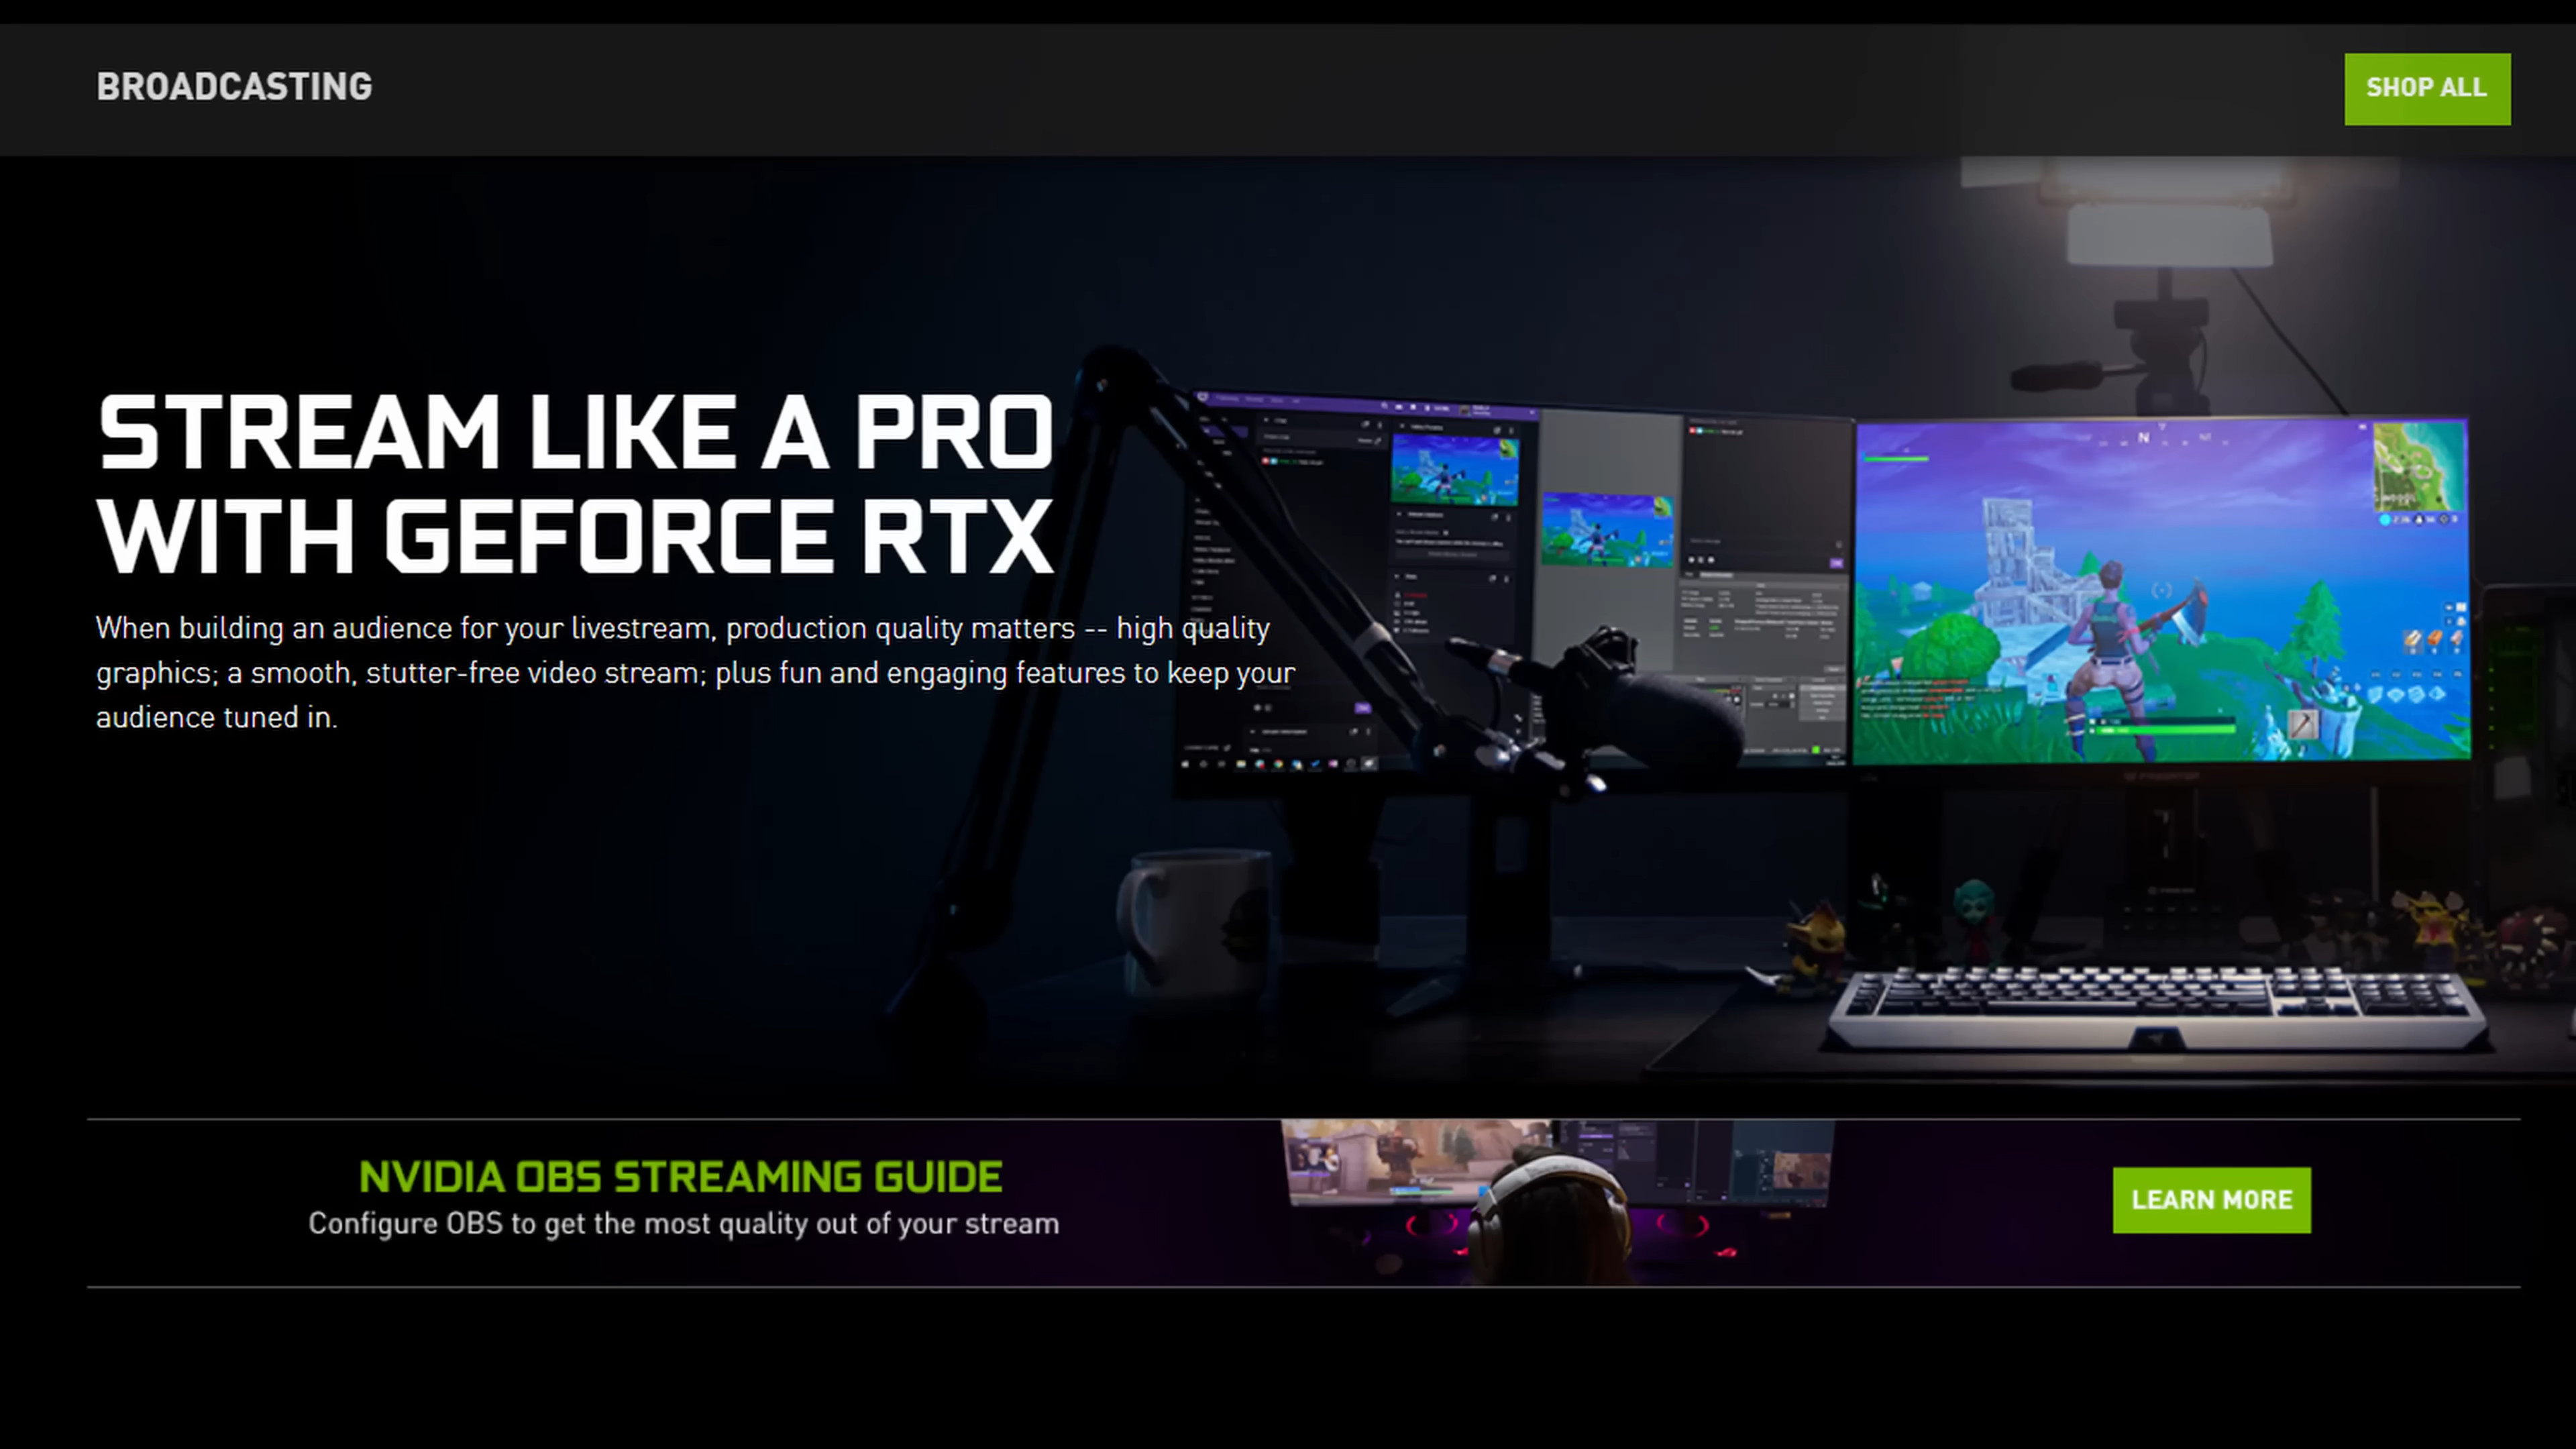 BROADCASTING
SHOP ALL
STREAM LIKE A PRO
WITH GEFORCE RTX
When building an audience for your livestream, production quality matters -- high quality
graphics; a smooth, stutter-free video stream; plus fun and engaging features to keep your
audience tuned in.
NVIDIA OBS STREAMING GUIDE
Configure OBS to get the most quality out of your stream
LEARN MORE